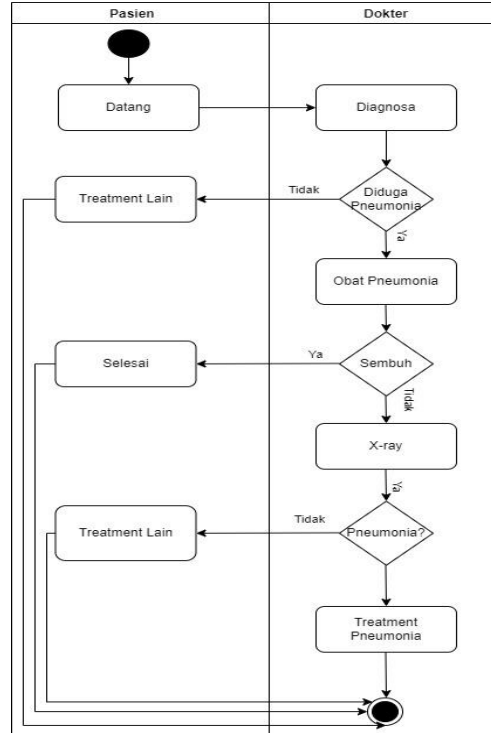 Pasien
Dokter
Datang
Diagnosa
Treatment Lain
Tidak
Diduga
Pneumonia
Ya
Obat Pneumonia
Selesai
Ya
Sembuh
Tidak
X-ray
Ya
Treatment Lain
Tidak
Pneumonia?
Treatment
Pneumonia